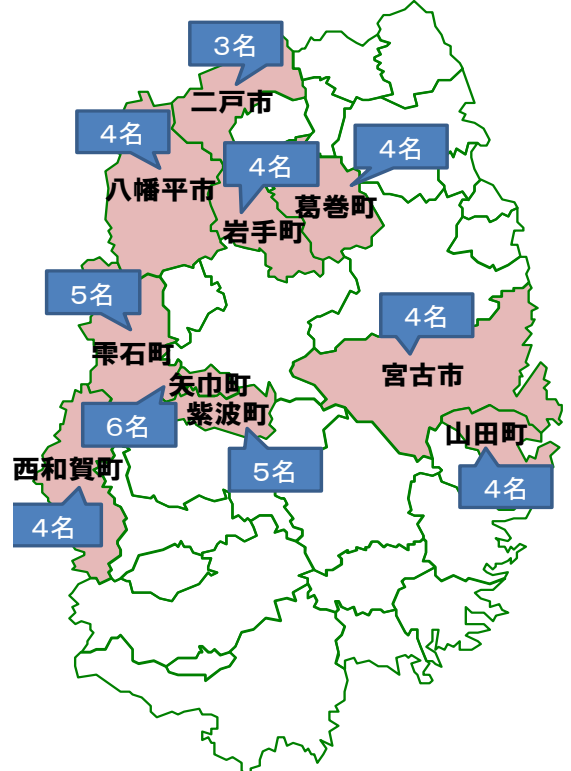 ３名
二戸市
４名
八幡平市
４名
岩手町
４名
葛巻町
５名
雫石町
４名
宮古市
矢巾町
６名
紫波町
５名
山田町
４名
西和賀町
４名